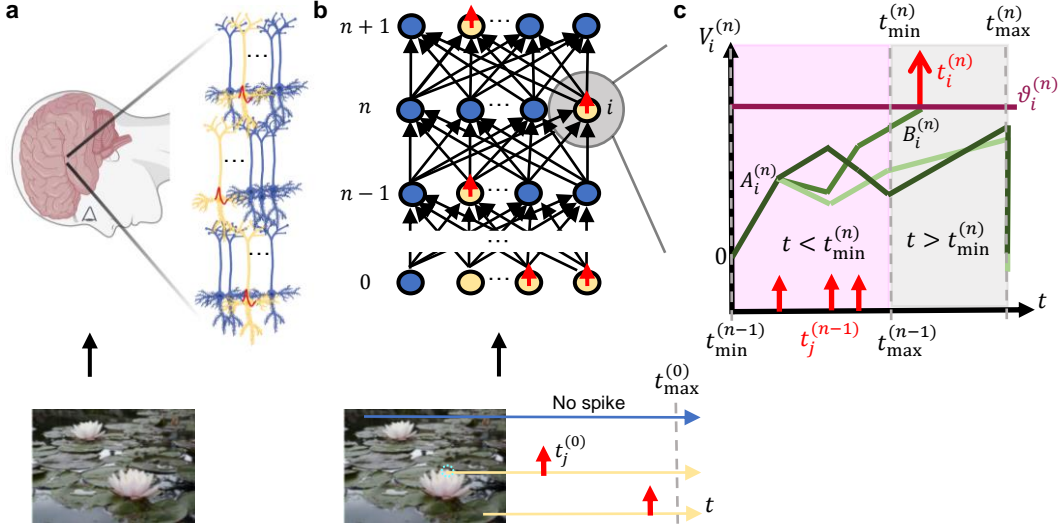 a
...
...
...
b
n + 1
...
n
...
i
n − 1
...
...
0
...
No spike
t_max^(0)
t_j^(0)
t
c
V_i^(n)
t_min^(n)
t_max^(n)
t_i^(n)
ϑ_i^(n)
B_i^(n)
A_i^(n)
t < t_min^(n)
t > t_min^(n)
0
t
t_min^(n−1)
t_j^(n−1)
t_max^(n−1)